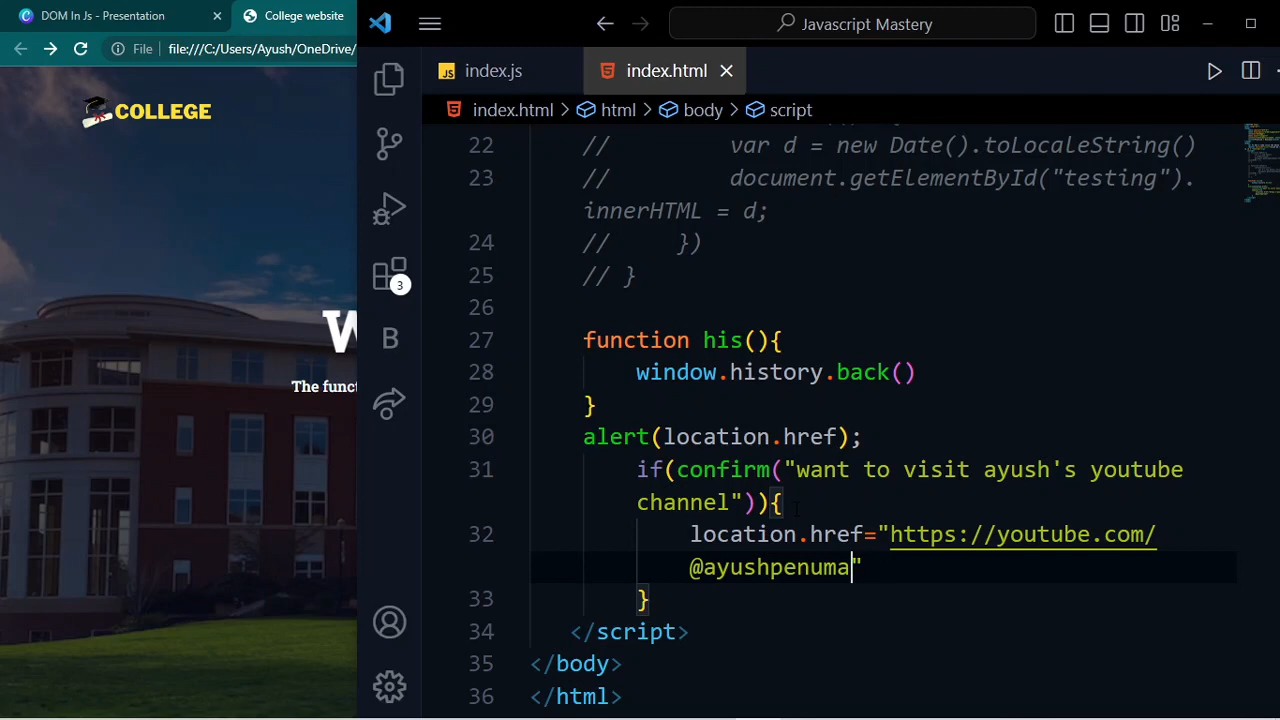 DOM In Js - Presentation
College website
File file:///C:/Users/Ayush/OneDrive/
COLLEGE
W
The funct
Javascript Mastery
JS index.js
index.html
index.html > html > body > script
22 // var d = new Date().toLocaleString()
23 // document.getElementById("testing").
innerHTML = d;
24 // })
25 // }
26
27 function his(){
28 window.history.back()
29 }
30 alert(location.href);
31 if(confirm("want to visit ayush's youtube
channel")){
32 location.href="https://youtube.com/
@ayushpenuma"
33 }
34 </script>
35 </body>
36 </html>
3
B